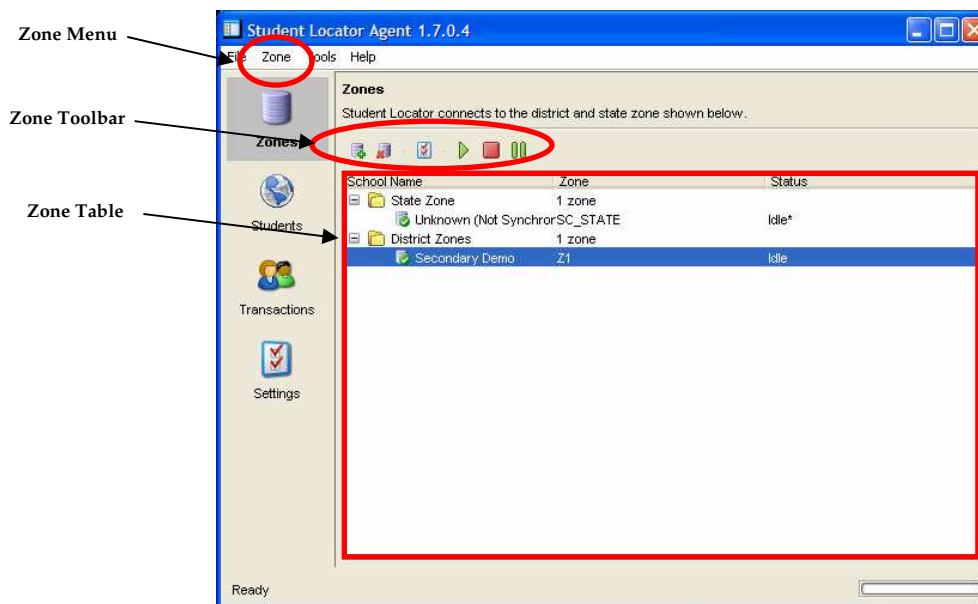 Zone Menu
Zone Toolbar
Zone Table
Student Locator Agent 1.7.0.4
File Zone Tools Help
Zones
Students
Transactions
Settings
Zones
Student Locator connects to the district and state zone shown below.
School Name Zone Status
State Zone 1 zone
Unknown (Not Synchror SC_STATE Idle*
District Zones 1 zone
Secondary Demo Z1 Idle
Ready